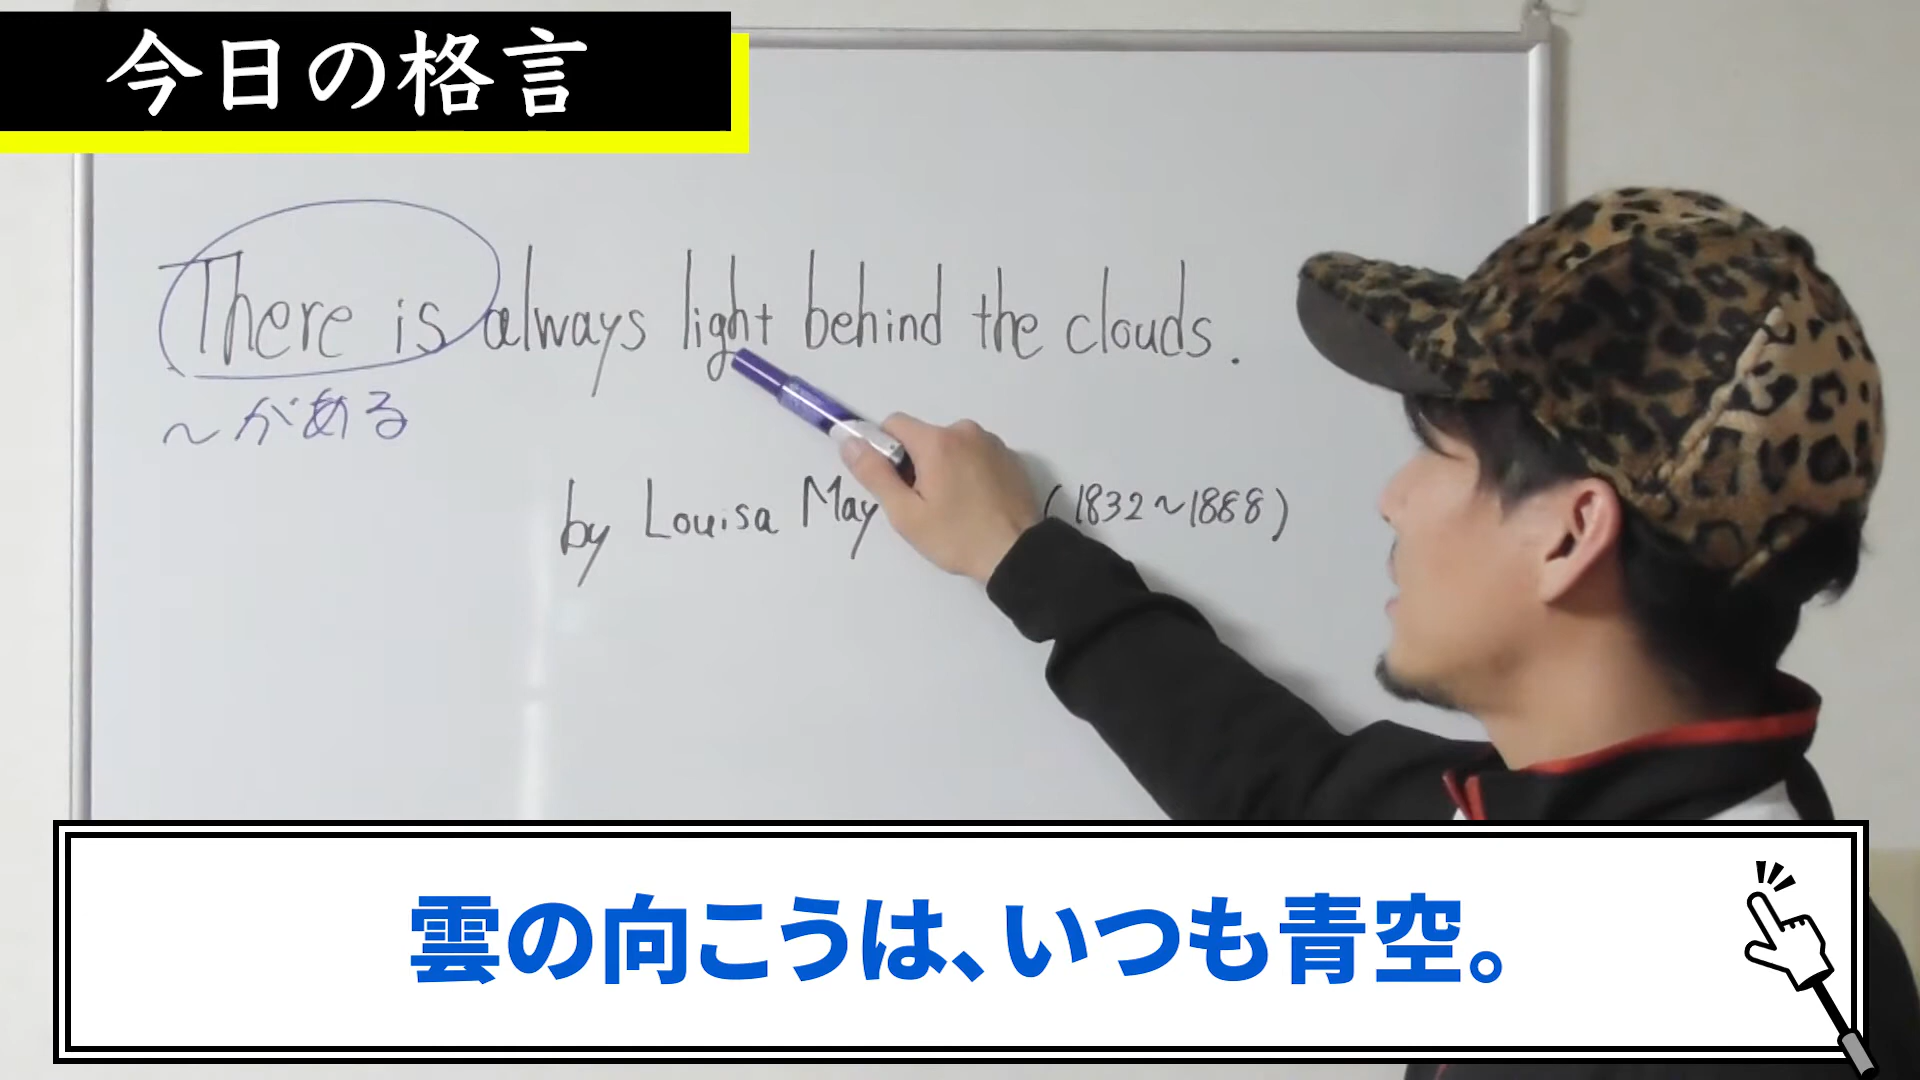 今日の格言
There is always light behind the clouds.
~がある
by Louisa May (1832~1888)
雲の向こうは、いつも青空。